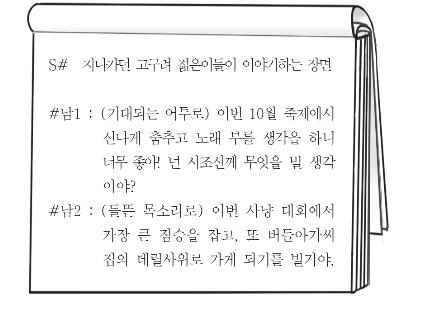 S# 지나가던 고구려 젊은이들이 이야기하는 장면
#남1 : (기대되는 어투로) 이번 10월 축제에서
신나게 춤추고 노래 부를 생각을 하니
너무 좋아! 넌 시조신께 무엇을 빌 생각
이야?
#남2 : (들뜬 목소리로) 이번 사냥 대회에서
가장 큰 짐승을 잡고, 또 버들아가씨
집의 데릴사위로 가게 되기를 빌기야.